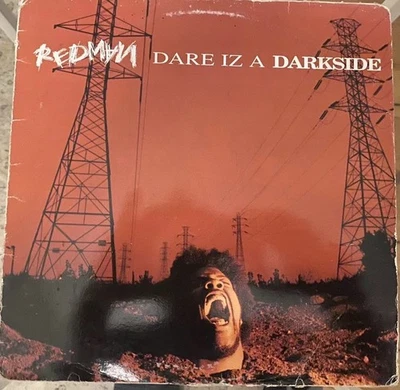 REDMAN DARE IZ A DARKSIDE